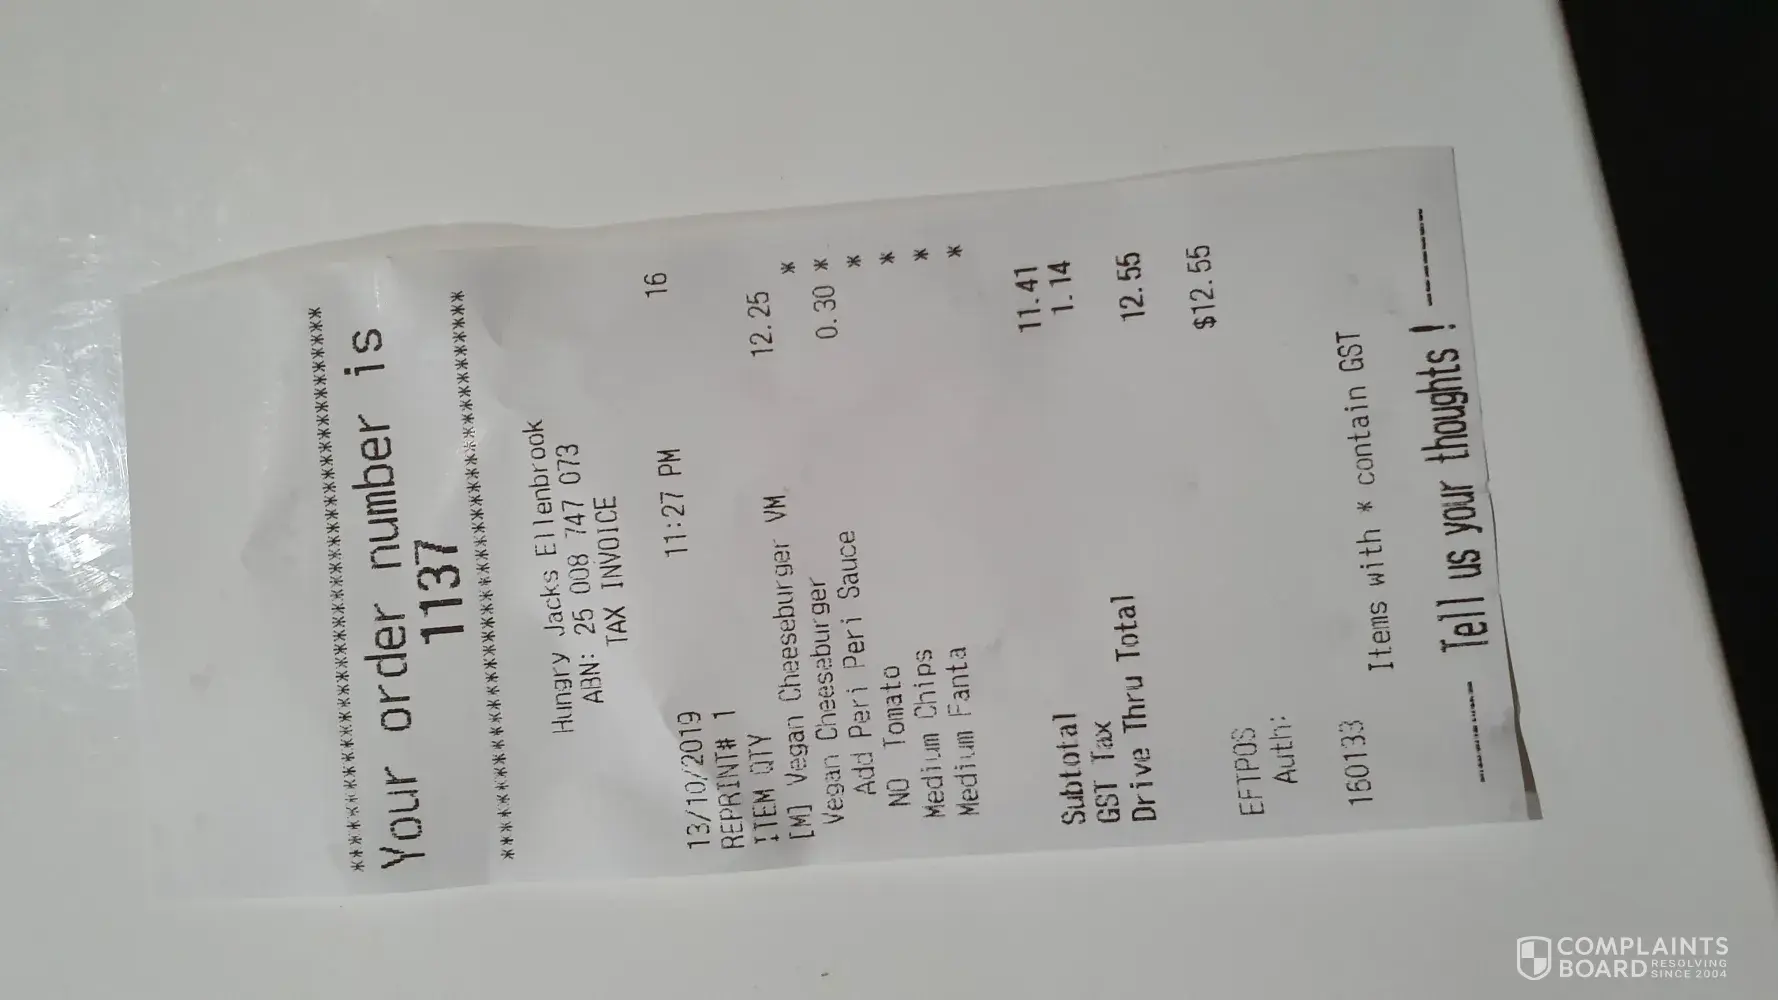 ************************************
Your order number is
1137
************************************
Hungry Jacks Ellenbrook
ABN: 25 008 747 073
TAX INVOICE
13/10/2019 11:27 PM 16
REPRINT# 1
ITEM QTY
[M] Vegan Cheeseburger VM 12.25 *
Vegan Cheeseburger 0.30 *
Add Peri Peri Sauce *
NO Tomato *
Medium Chips *
Medium Fanta *
Subtotal 11.41
GST Tax 1.14
Drive Thru Total 12.55
EFTPOS $12.55
Auth:
160133
Items with * contain GST
------- Tell us your thoughts ! -------
COMPLAINTS
BOARD RESOLVING
SINCE 2004